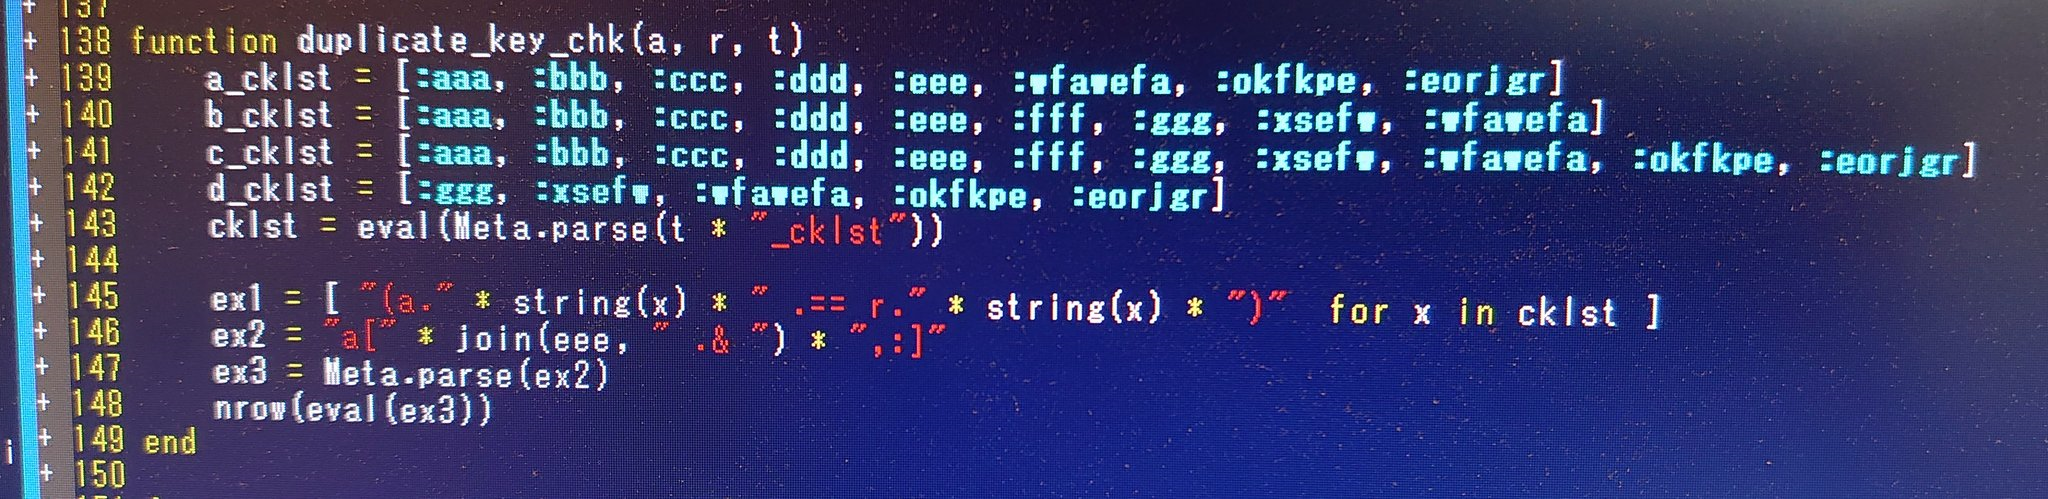 + 137
+ 138 function duplicate_key_chk(a, r, t)
+ 139     a_cklst = [:aaa, :bbb, :ccc, :ddd, :eee, :wfawefa, :okfkpe, :eorjgr]
+ 140     b_cklst = [:aaa, :bbb, :ccc, :ddd, :eee, :fff, :ggg, :xsefw, :wfawefa]
+ 141     c_cklst = [:aaa, :bbb, :ccc, :ddd, :eee, :fff, :ggg, :xsefw, :wfawefa, :okfkpe, :eorjgr]
+ 142     d_cklst = [:ggg, :xsefw, :wfawefa, :okfkpe, :eorjgr]
+ 143     cklst = eval(Meta.parse(t * "_cklst"))
+ 144
+ 145     ex1 = [ "(a." * string(x) * " .== r." * string(x) * ")"  for x in cklst ]
+ 146     ex2 = "a[" * join(eee, " .& ") * ",:]"
+ 147     ex3 = Meta.parse(ex2)
+ 148     nrow(eval(ex3))
i + 149 end
+ 150